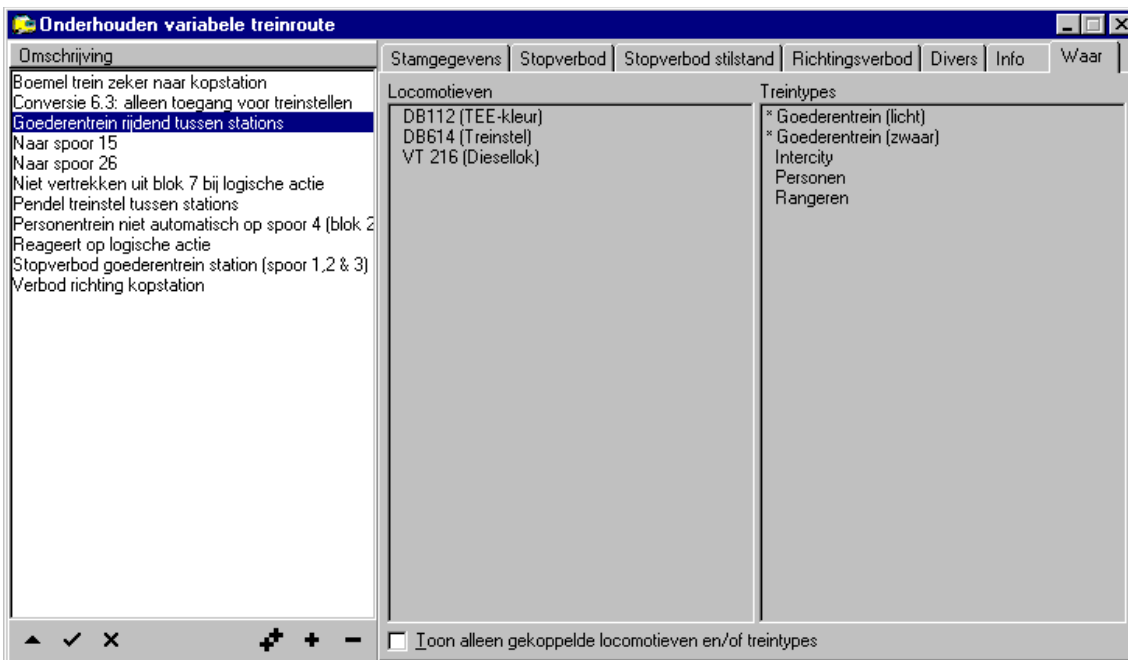 Onderhouden variabele treinroute
Omschrijving
Boemel trein zeker naar kopstation
Conversie 6.3: alleen toegang voor treinstellen
Goederentrein rijdend tussen stations
Naar spoor 15
Naar spoor 26
Niet vertrekken uit blok 7 bij logische actie
Pendel treinstel tussen stations
Personentrein niet automatisch op spoor 4 (blok 2
Reageert op logische actie
Stopverbod goederentrein station (spoor 1,2 & 3)
Verbod richting kopstation
Stamgegevens Stopverbod Stopverbod stilstand Richtingsverbod Divers Info Waar
Locomotieven
DB112 (TEE-kleur)
DB614 (Treinstel)
VT 216 (Diesellok)
Treintypes
* Goederentrein (licht)
* Goederentrein (zwaar)
Intercity
Personen
Rangeren
Toon alleen gekoppelde locomotieven en/of treintypes